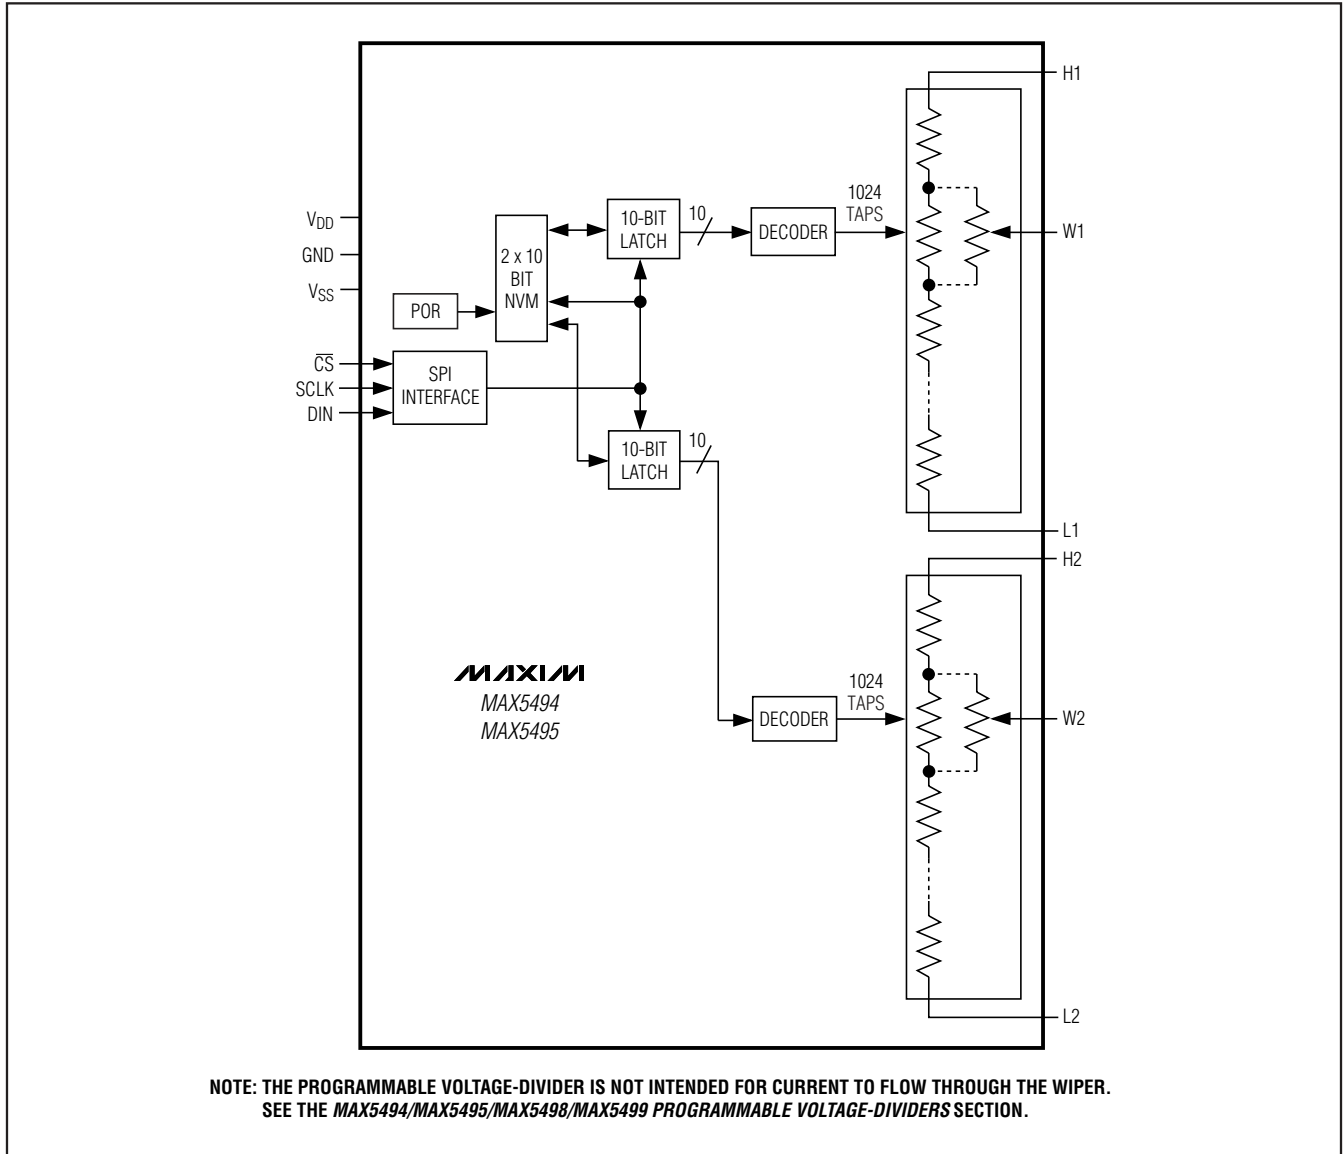 H1
V_DD
GND
V_SS
POR
2 x 10
BIT
NVM
10-BIT
LATCH
10
DECODER
1024
TAPS
W1
CS
SCLK
DIN
SPI
INTERFACE
10-BIT
LATCH
10
L1
H2
MAXIM
MAX5494
MAX5495
DECODER
1024
TAPS
W2
L2
NOTE: THE PROGRAMMABLE VOLTAGE-DIVIDER IS NOT INTENDED FOR CURRENT TO FLOW THROUGH THE WIPER.
SEE THE MAX5494/MAX5495/MAX5498/MAX5499 PROGRAMMABLE VOLTAGE-DIVIDERS SECTION.